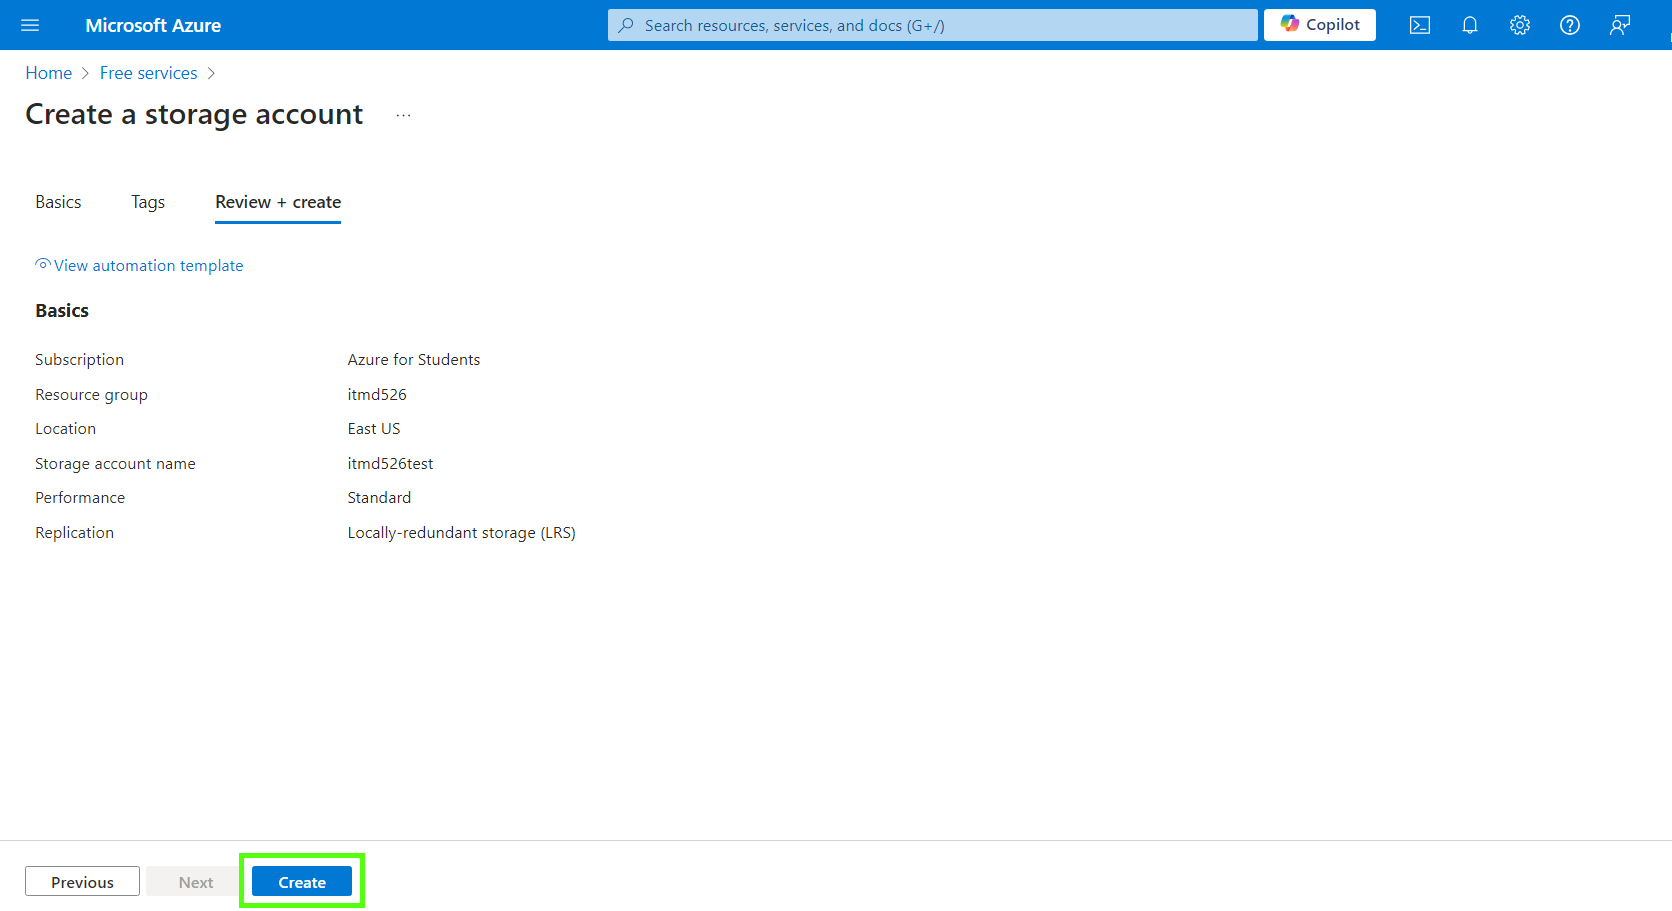 Microsoft Azure
Search resources, services, and docs (G+/)
Copilot
Home > Free services >
Create a storage account ...
Basics Tags Review + create
View automation template
Basics
Subscription Azure for Students
Resource group itmd526
Location East US
Storage account name itmd526test
Performance Standard
Replication Locally-redundant storage (LRS)
Previous Next Create